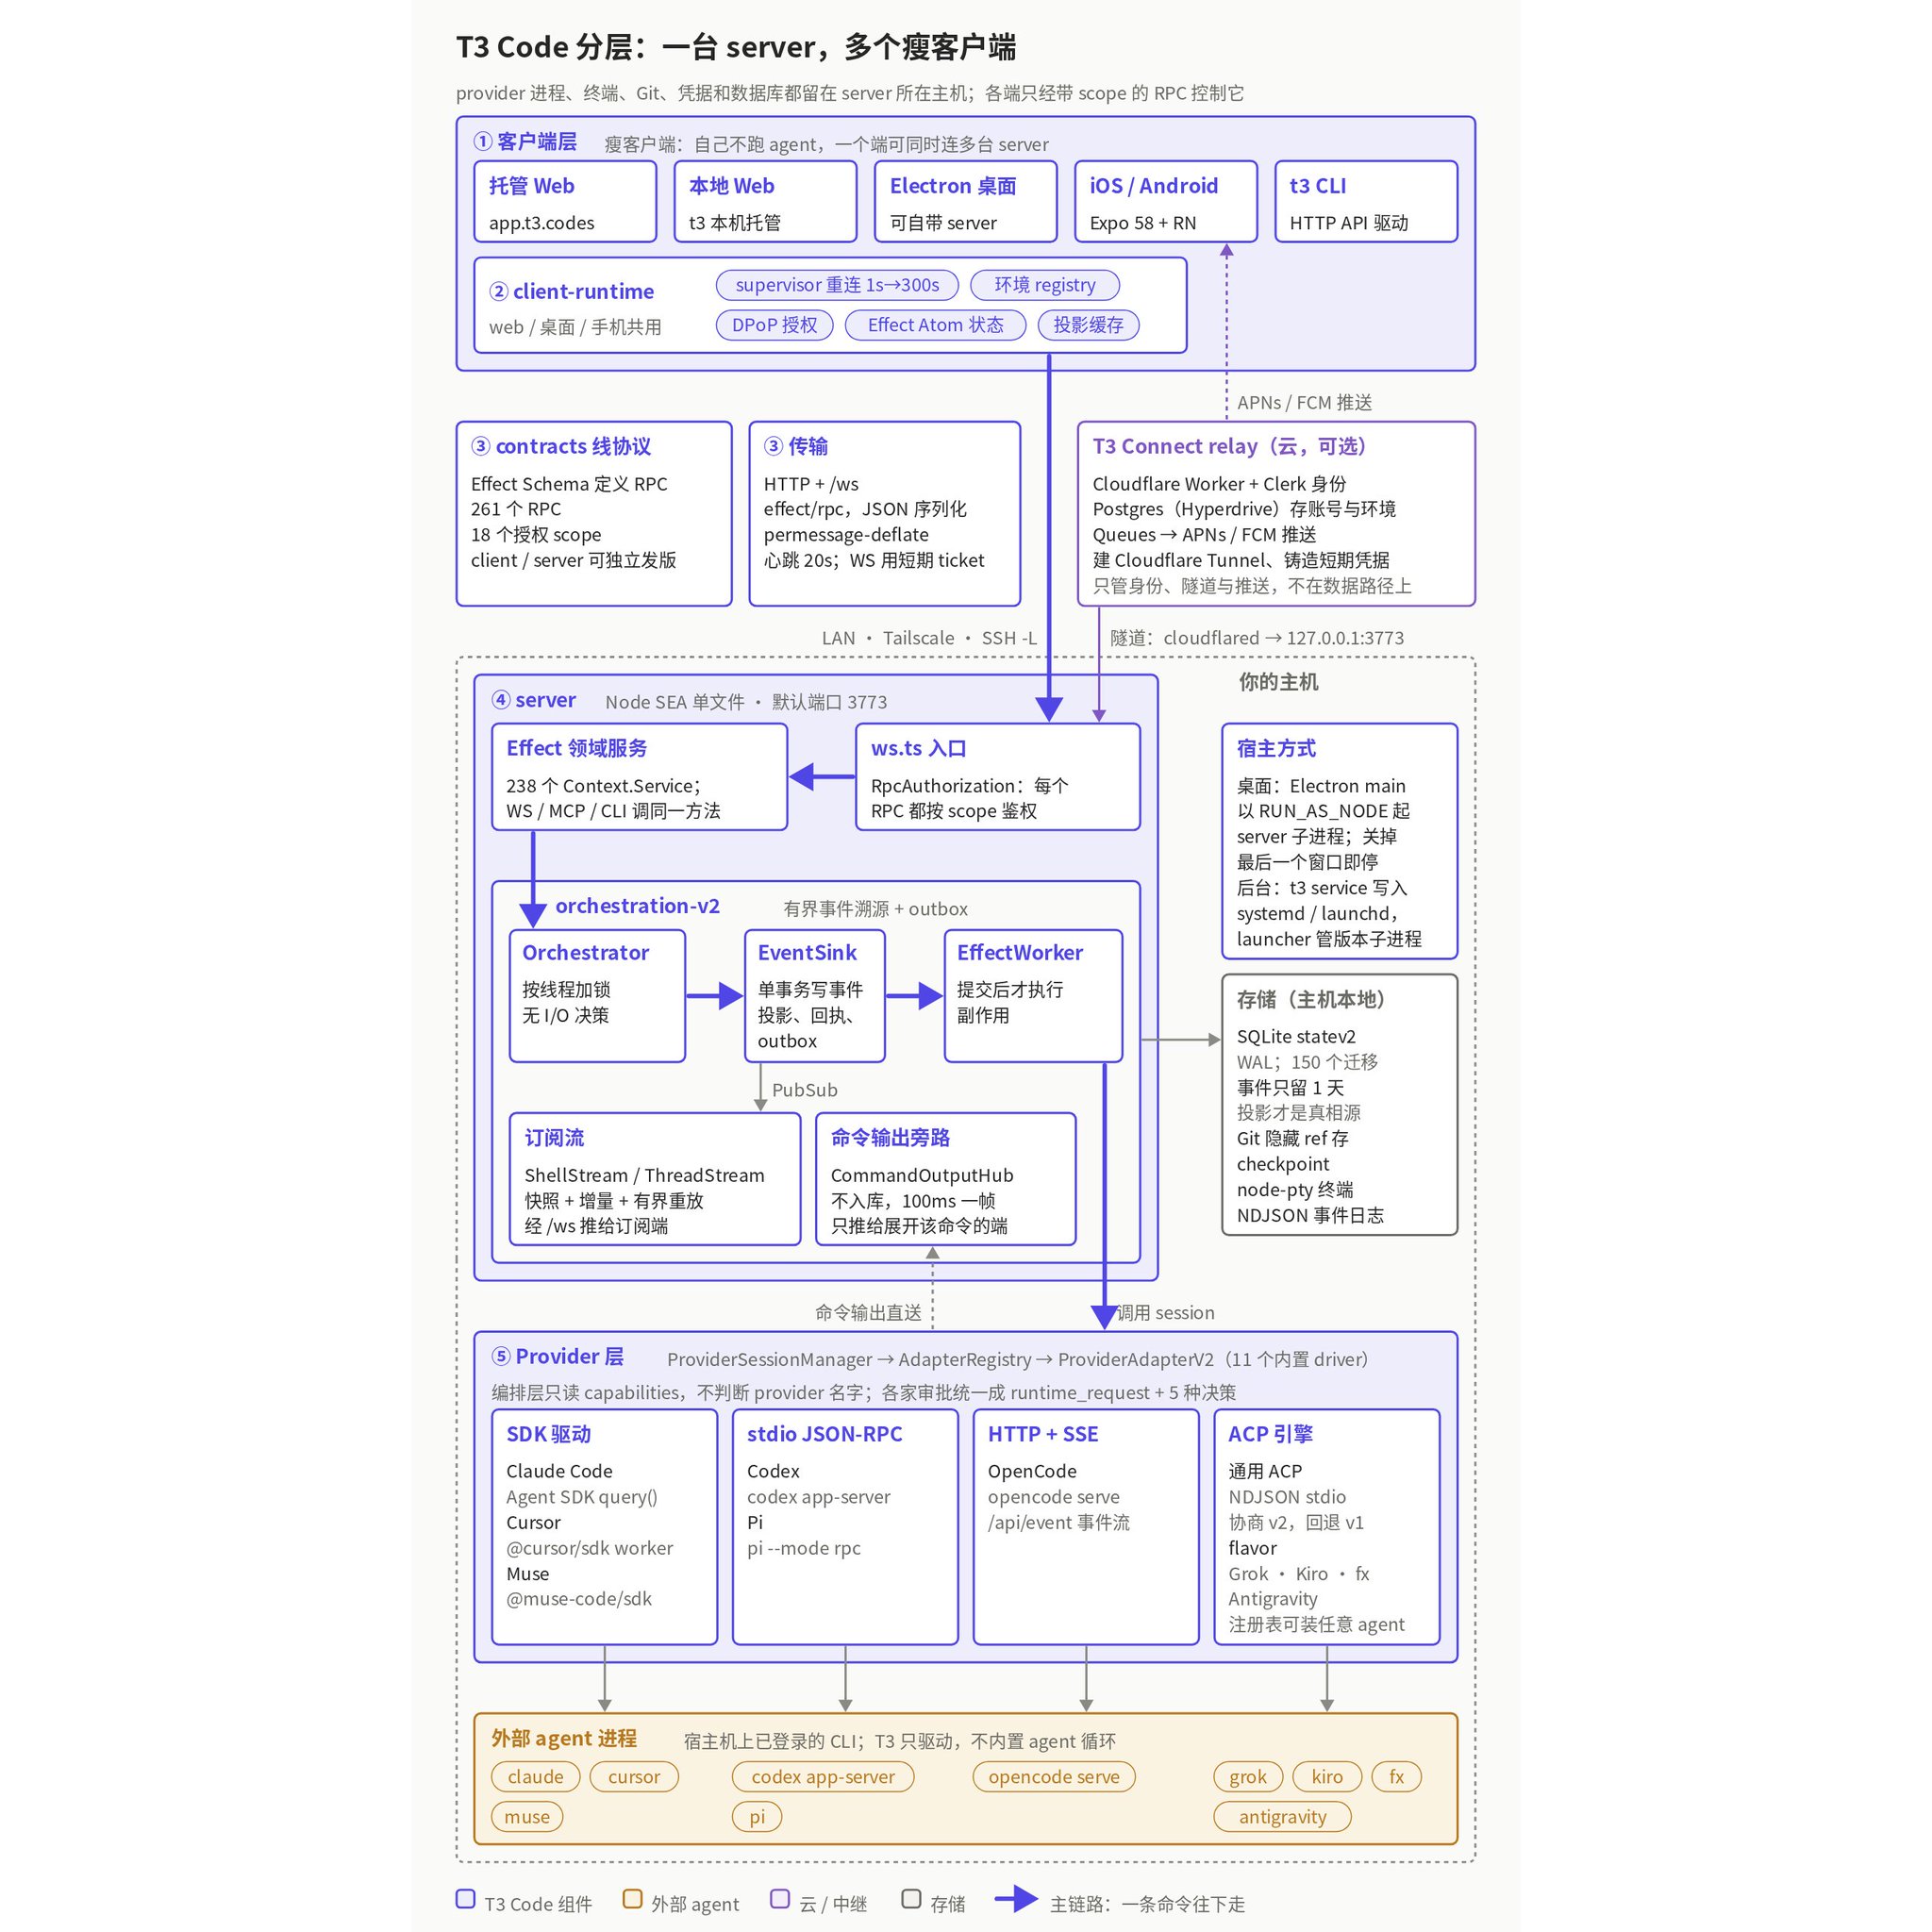 T3 Code 分层：一台 server，多个瘦客户端
provider 进程、终端、Git、凭据和数据库都留在 server 所在主机；各端只经带 scope 的 RPC 控制它
① 客户端层
瘦客户端：自己不跑 agent，一个端可同时连多台 server
托管 Web
app.t3.codes
本地 Web
t3 本机托管
Electron 桌面
可自带 server
iOS / Android
Expo 58 + RN
t3 CLI
HTTP API 驱动
② client-runtime
web / 桌面 / 手机共用
supervisor 重连 1s→300s
环境 registry
DPoP 授权
Effect Atom 状态
投影缓存
APNs / FCM 推送
③ contracts 线协议
Effect Schema 定义 RPC
261 个 RPC
18 个授权 scope
client / server 可独立发版
③ 传输
HTTP + /ws
effect/rpc，JSON 序列化
permessage-deflate
心跳 20s；WS 用短期 ticket
T3 Connect relay（云，可选）
Cloudflare Worker + Clerk 身份
Postgres（Hyperdrive）存账号与环境
Queues → APNs / FCM 推送
建 Cloudflare Tunnel、铸造短期凭据
只管身份、隧道与推送，不在数据路径上
LAN · Tailscale · SSH -L
隧道：cloudflared → 127.0.0.1:3773
你的主机
④ server
Node SEA 单文件 · 默认端口 3773
Effect 领域服务
238 个 Context.Service；
WS / MCP / CLI 调同一方法
ws.ts 入口
RpcAuthorization：每个
RPC 都按 scope 鉴权
宿主方式
桌面：Electron main
以 RUN_AS_NODE 起
server 子进程；关掉
最后一个窗口即停
后台：t3 service 写入
systemd / launchd，
launcher 管版本子进程
orchestration-v2
有界事件溯源 + outbox
Orchestrator
按线程加锁
无 I/O 决策
EventSink
单事务写事件
投影、回执、
outbox
EffectWorker
提交后才执行
副作用
PubSub
订阅流
ShellStream / ThreadStream
快照 + 增量 + 有界重放
经 /ws 推给订阅端
命令输出旁路
CommandOutputHub
不入库，100ms 一帧
只推给展开该命令的端
存储（主机本地）
SQLite statev2
WAL；150 个迁移
事件只留 1 天
投影才是真相源
Git 隐藏 ref 存
checkpoint
node-pty 终端
NDJSON 事件日志
命令输出直送
调用 session
⑤ Provider 层
ProviderSessionManager → AdapterRegistry → ProviderAdapterV2（11 个内置 driver）
编排层只读 capabilities，不判断 provider 名字；各家审批统一成 runtime_request + 5 种决策
SDK 驱动
Claude Code
Agent SDK query()
Cursor
@cursor/sdk worker
Muse
@muse-code/sdk
stdio JSON-RPC
Codex
codex app-server
Pi
pi --mode rpc
HTTP + SSE
OpenCode
opencode serve
/api/event 事件流
ACP 引擎
通用 ACP
NDJSON stdio
协商 v2，回退 v1
flavor
Grok · Kiro · fx
Antigravity
注册表可装任意 agent
外部 agent 进程
宿主机上已登录的 CLI；T3 只驱动，不内置 agent 循环
claude
cursor
codex app-server
opencode serve
grok
kiro
fx
muse
pi
antigravity
T3 Code 组件
外部 agent
云 / 中继
存储
主链路：一条命令往下走